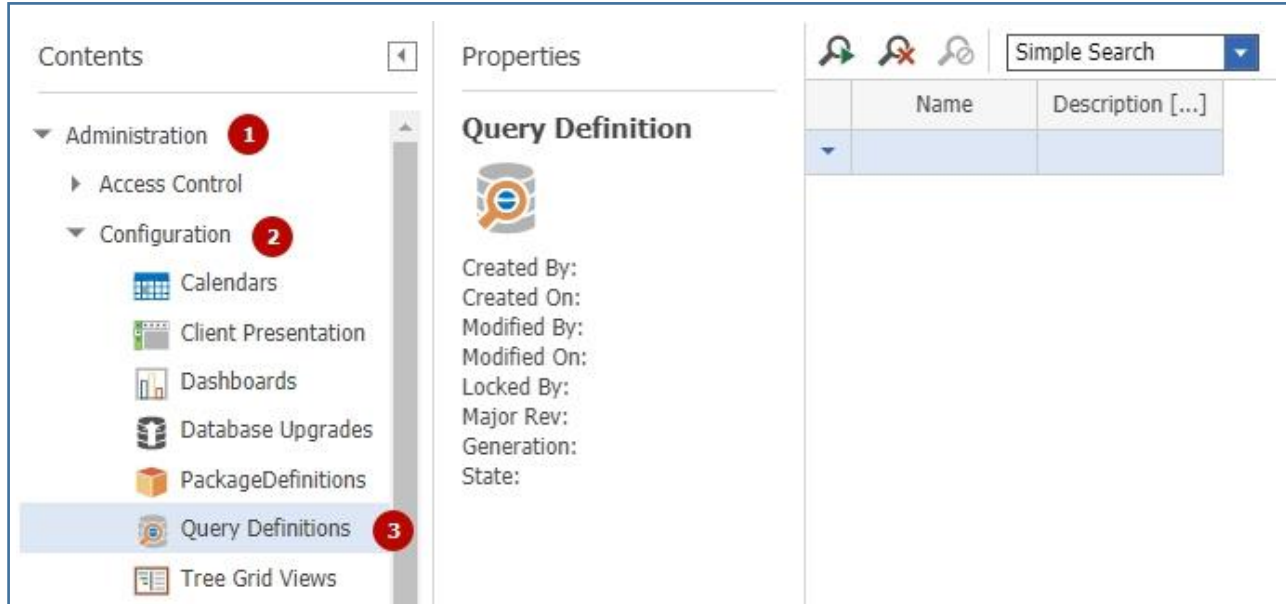 Contents
Administration 1
Access Control
Configuration 2
Calendars
Client Presentation
Dashboards
Database Upgrades
PackageDefinitions
Query Definitions 3
Tree Grid Views
Properties
Query Definition
Created By:
Created On:
Modified By:
Modified On:
Locked By:
Major Rev:
Generation:
State:
Simple Search
Name Description [...]